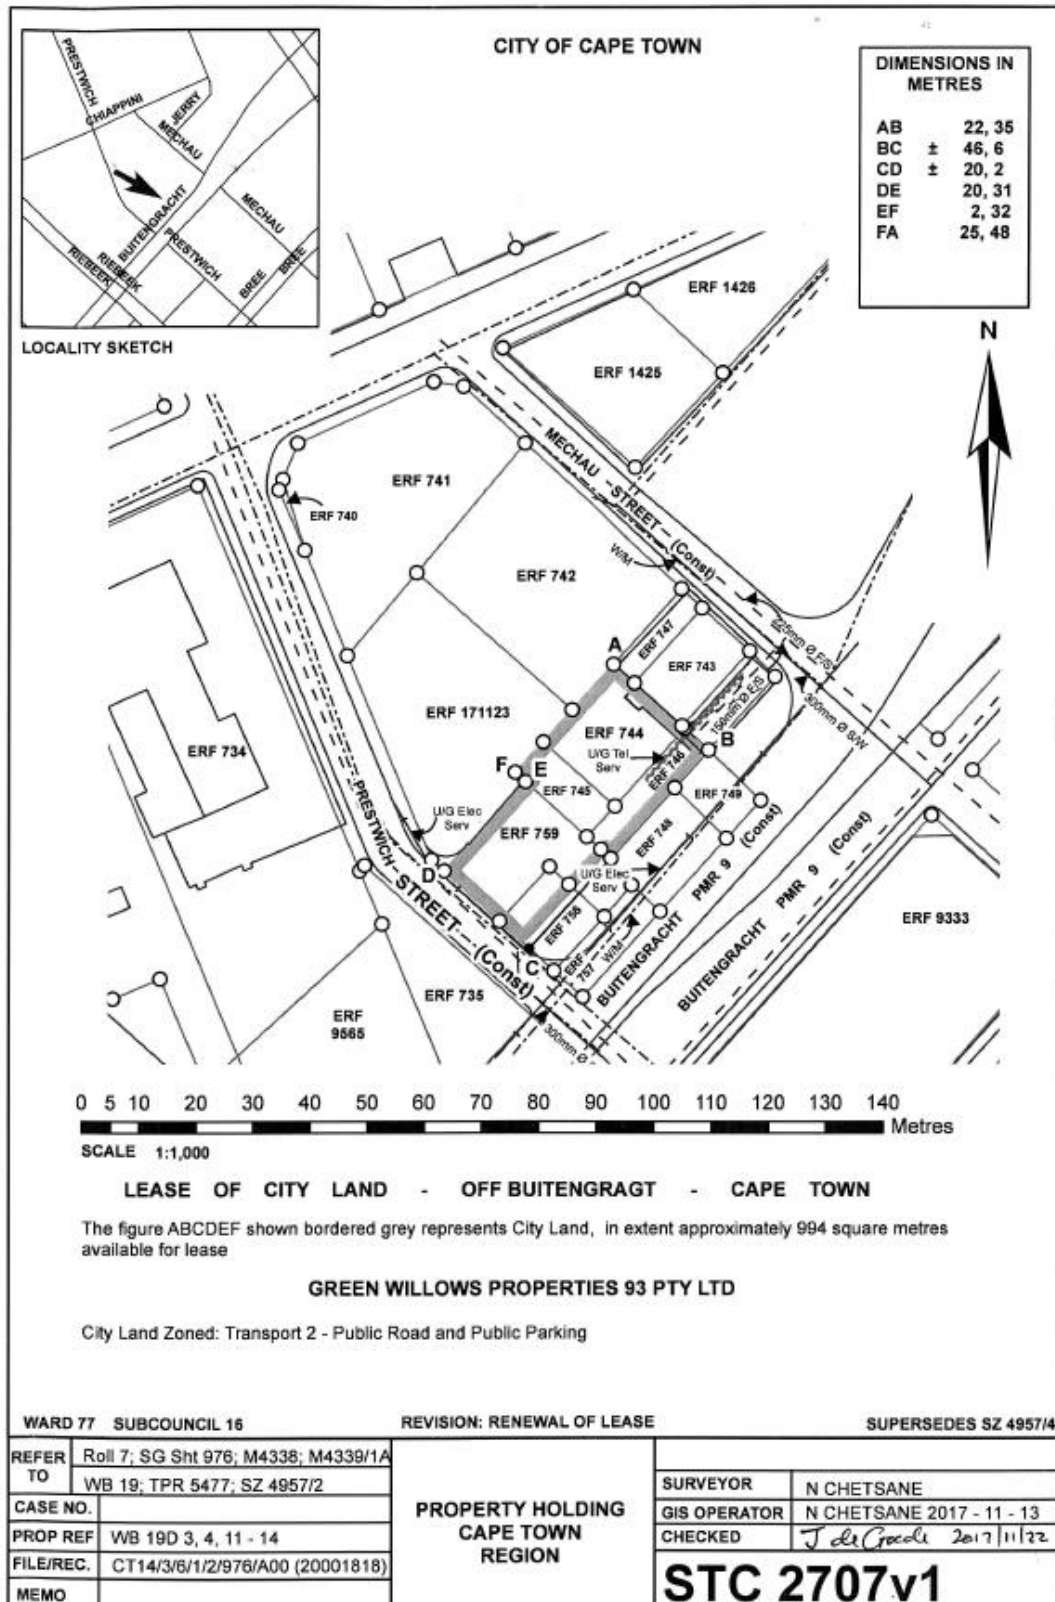 CITY OF CAPE TOWN
PRESTWICH
CHIAPPINI
JERRY
MECHAU
BUITENGRACHT
MECHAU
PRESTWICH
RIEBEEK
RIEBEEK
BREE
BREE
LOCALITY SKETCH
DIMENSIONS IN
METRES
AB 22, 35
BC ± 46, 6
CD ± 20, 2
DE 20, 31
EF 2, 32
FA 25, 48
N
ERF 1426
ERF 1425
MECHAU STREET (Const)
ERF 741
ERF 740
W/M
ERF 742
225mm Ø F/S
ERF 747
A
ERF 743
150mm Ø F/S
300mm Ø S/W
ERF 171123
ERF 744
B
ERF 734
U/G Tel
Serv
ERF 746
F
E
ERF 745
ERF 749
PRESTWICH STREET (Const)
U/G Elec
Serv
ERF 759
ERF 748
D
U/G Elec
Serv
BUITENGRACHT PMR 9 (Const)
BUITENGRACHT PMR 9 (Const)
ERF 756
ERF 9333
C
ERF
757
W/M
ERF 735
ERF
9565
300mm Ø
0 5 10 20 30 40 50 60 70 80 90 100 110 120 130 140
Metres
SCALE 1:1,000
LEASE OF CITY LAND - OFF BUITENGRAGT - CAPE TOWN
The figure ABCDEF shown bordered grey represents City Land, in extent approximately 994 square metres
available for lease
GREEN WILLOWS PROPERTIES 93 PTY LTD
City Land Zoned: Transport 2 - Public Road and Public Parking
WARD 77 SUBCOUNCIL 16
REVISION: RENEWAL OF LEASE
SUPERSEDES SZ 4957/4
REFER
TO
Roll 7; SG Sht 976; M4338; M4339/1A
WB 19; TPR 5477; SZ 4957/2
CASE NO.
PROP REF WB 19D 3, 4, 11 - 14
FILE/REC. CT14/3/6/1/2/976/A00 (20001818)
MEMO
PROPERTY HOLDING
CAPE TOWN
REGION
SURVEYOR N CHETSANE
GIS OPERATOR N CHETSANE 2017 - 11 - 13
CHECKED J de Goede 2017/11/22
STC 2707v1